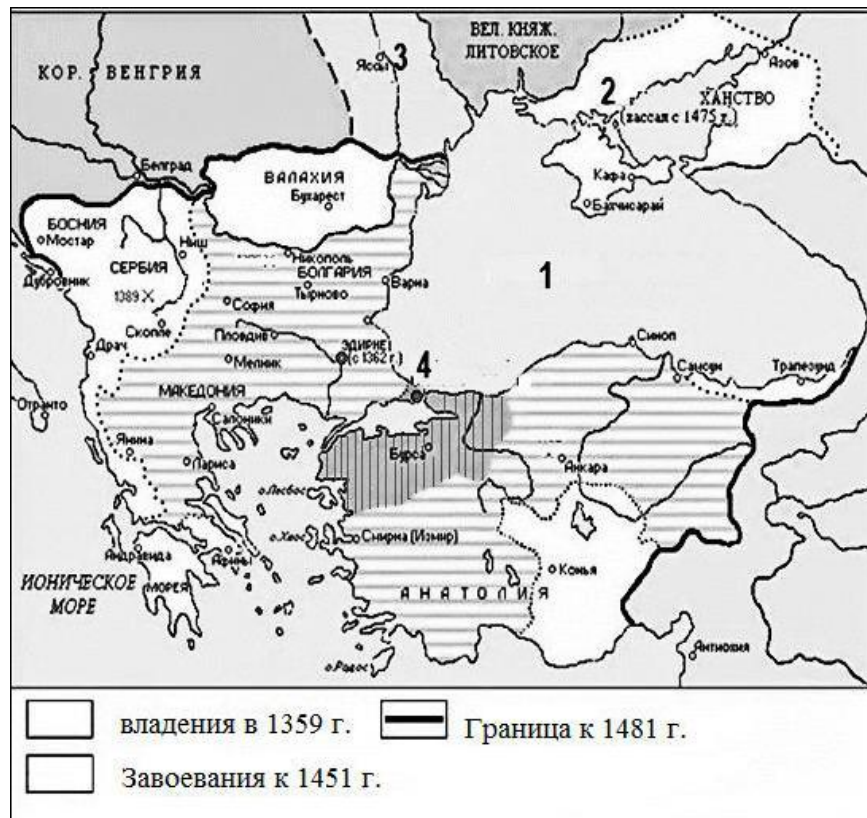 КОР. ВЕНГРИЯ
ВЕЛ. КНЯЖ.
ЛИТОВСКОЕ
3
Яссы
2
Азов
ХАНСТВО
(вассал с 1475 г.)
Кафа
Бахчисарай
Белград
ВАЛАХИЯ
Бухарест
БОСНИЯ
Мостар
Ниш
Никополь
БОЛГАРИЯ
Тырново
Варна
1
Дубровник
СЕРБИЯ
1389 X
София
Скопле
Пловдив
ЭДИРНЕ
(с 1362 г.)
4
Синоп
Самсун
Трапезунд
Драч
Мелник
МАКЕДОНИЯ
Отранто
Салоники
Янина
Лариса
Бурса
Анкара
о.Лесбос
о.Хиос
Смирна (Измир)
Андравида
Афины
ИОНИЧЕСКОЕ
МОРЕ
МОРЕЯ
Конья
АНАТОЛИЯ
о.Родос
Антиохия
владения в 1359 г.
Граница к 1481 г.
Завоевания к 1451 г.